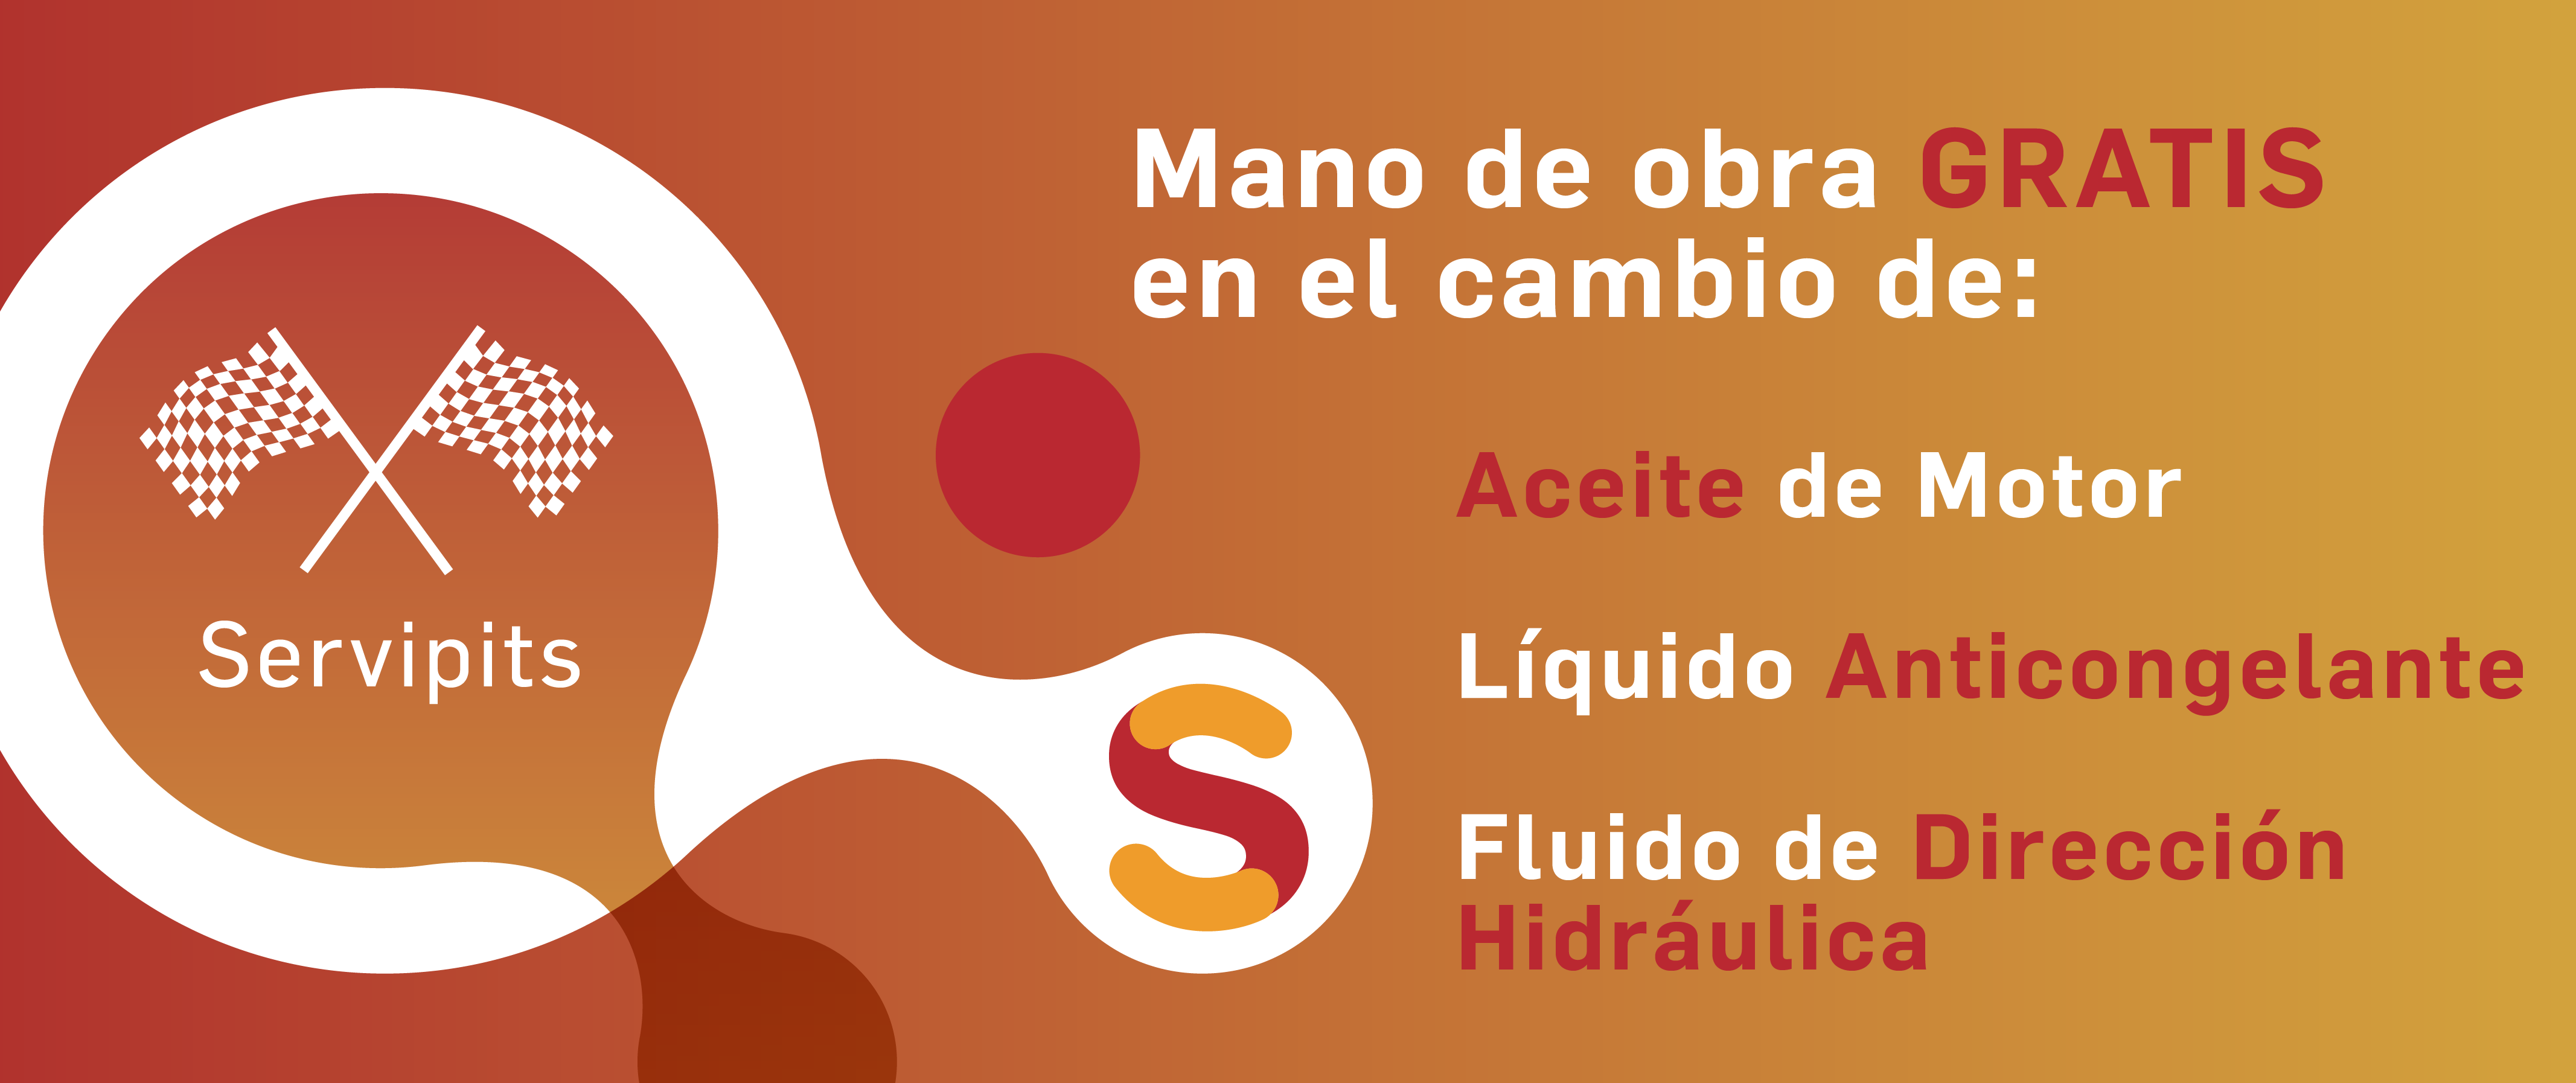 Servipits
Mano de obra GRATIS
en el cambio de:
Aceite de Motor
Líquido Anticongelante
Fluido de Dirección
Hidráulica
S